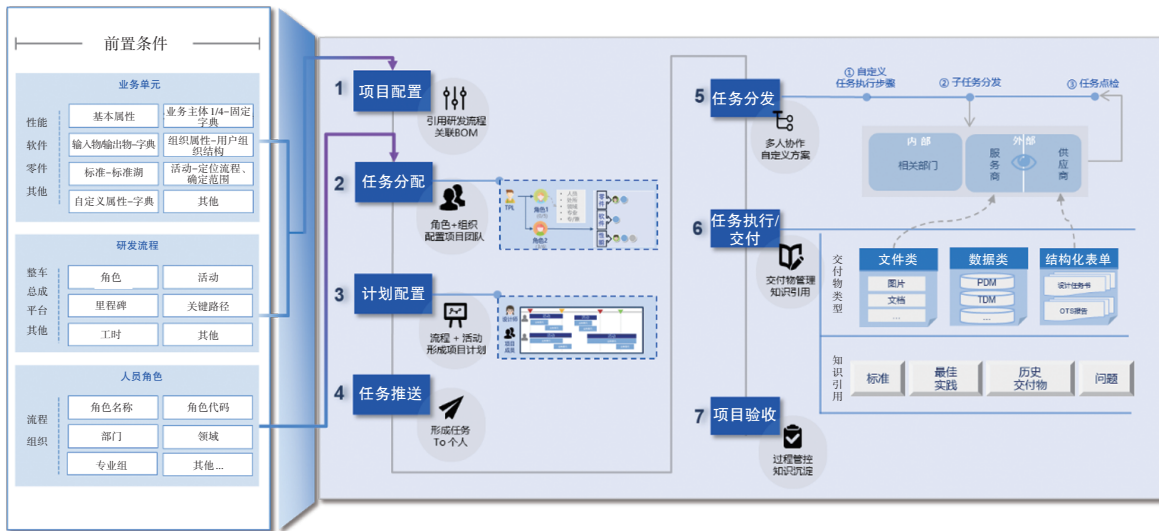 前置条件
业务单元
性能
软件
零件
其他
基本属性
业务主体 1/4-固定
字典
输入物/输出物-字典
组织属性-用户组
织结构
标准-标准湖
活动-定位流程、
确定范围
自定义属性-字典
其他
研发流程
整车
总成
平台
其他
角色
活动
里程碑
关键路径
工时
其他
人员角色
流程
组织
角色名称
角色代码
部门
领域
专业组
其他...
1
项目配置
引用研发流程
关联BOM
2
任务分配
角色+组织
配置项目团队
TPL
角色1
角色2
零件
软件
性能
3
计划配置
流程 + 活动
形成项目计划
4
任务推送
形成任务
To 个人
5
任务分发
多人协作
自定义方案
① 自定义
任务执行步骤
② 子任务分发
③ 任务点检
内部
相关部门
外部
服务商
供应商
6
任务执行/
交付
交付物管理
知识引用
交付物类型
文件类
图片
文档
...
数据类
PDM
TDM
...
结构化表单
设计任务书
OTS报告
知识引用
标准
最佳
实践
历史
交付物
问题
7
项目验收
过程管控
知识沉淀